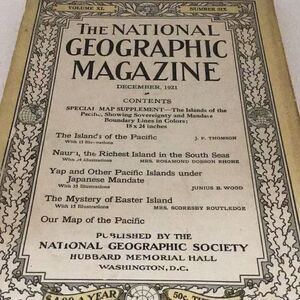 VOLUME XL
NUMBER SIX
THE NATIONAL
GEOGRAPHIC
MAGAZINE
DECEMBER, 1921
CONTENTS
SPECIAL MAP SUPPLEMENT—The Islands of the
Pacific, Showing Sovereignty and Mandate
Boundary Lines in Colors;
18 x 24 inches
The Islands of the Pacific J. P. THOMSON
With 15 Illustrations
Nauru, the Richest Island in the South Seas
With Illustrations MRS. ROSAMOND DOBSON RHONE
Yap and Other Pacific Islands under
Japanese Mandate JUNIUS B. WOOD
With Illustrations
The Mystery of Easter Island
With Illustrations MRS. SCORESBY ROUTLEDGE
Our Map of the Pacific
PUBLISHED BY THE
NATIONAL GEOGRAPHIC SOCIETY
HUBBARD MEMORIAL HALL
WASHINGTON, D.C.
A YEAR
50¢